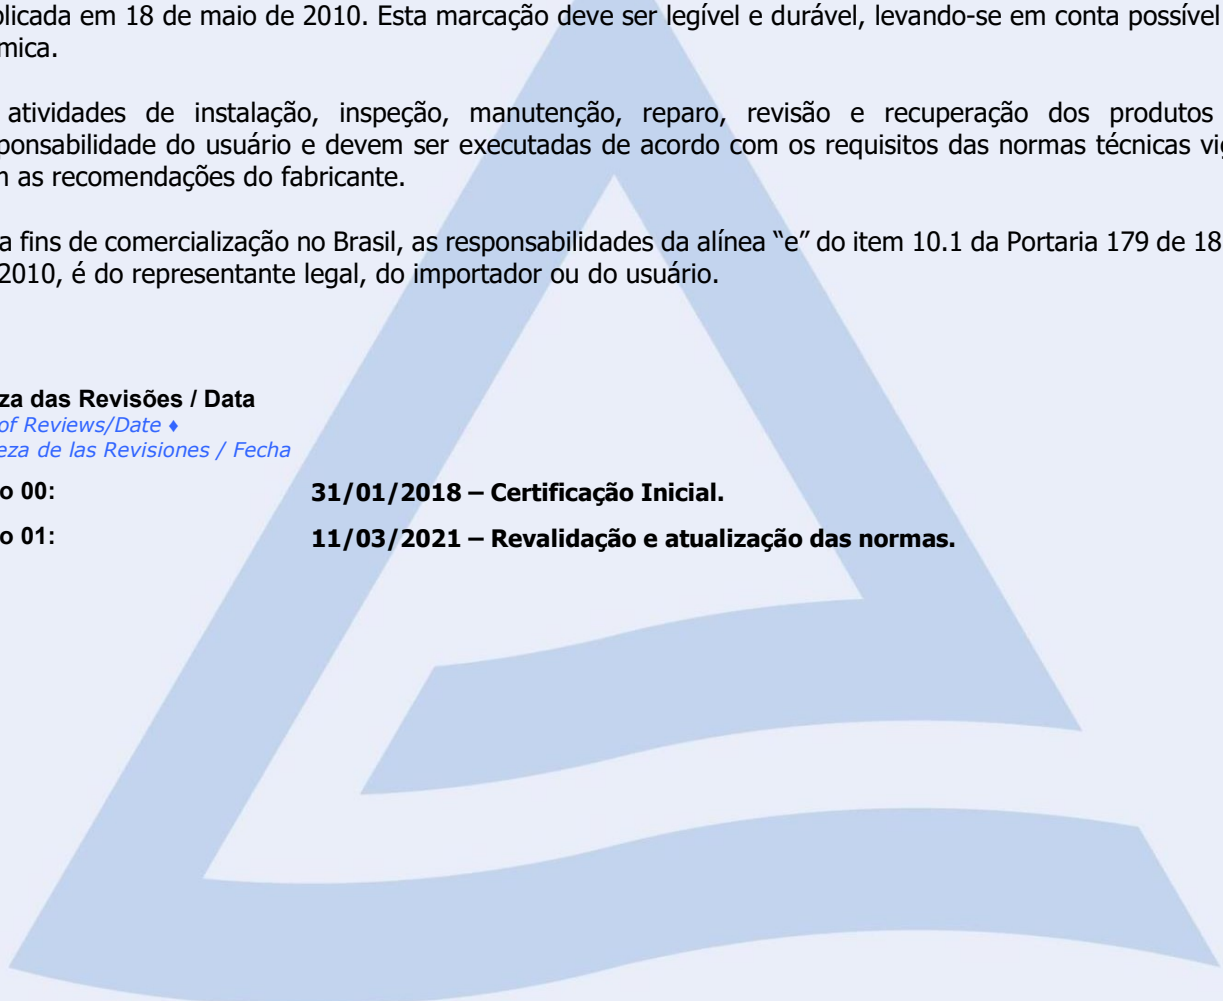 blicada em 18 de maio de 2010. Esta marcação deve ser legível e durável, levando-se em conta possível
mica.
atividades de instalação, inspeção, manutenção, reparo, revisão e recuperação dos produtos
ponsabilidade do usuário e devem ser executadas de acordo com os requisitos das normas técnicas vig
m as recomendações do fabricante.
a fins de comercialização no Brasil, as responsabilidades da alínea “e” do item 10.1 da Portaria 179 de 18
2010, é do representante legal, do importador ou do usuário.
za das Revisões / Data
of Reviews/Date ♦
eza de las Revisiones / Fecha
o 00: 31/01/2018 – Certificação Inicial.
o 01: 11/03/2021 – Revalidação e atualização das normas.